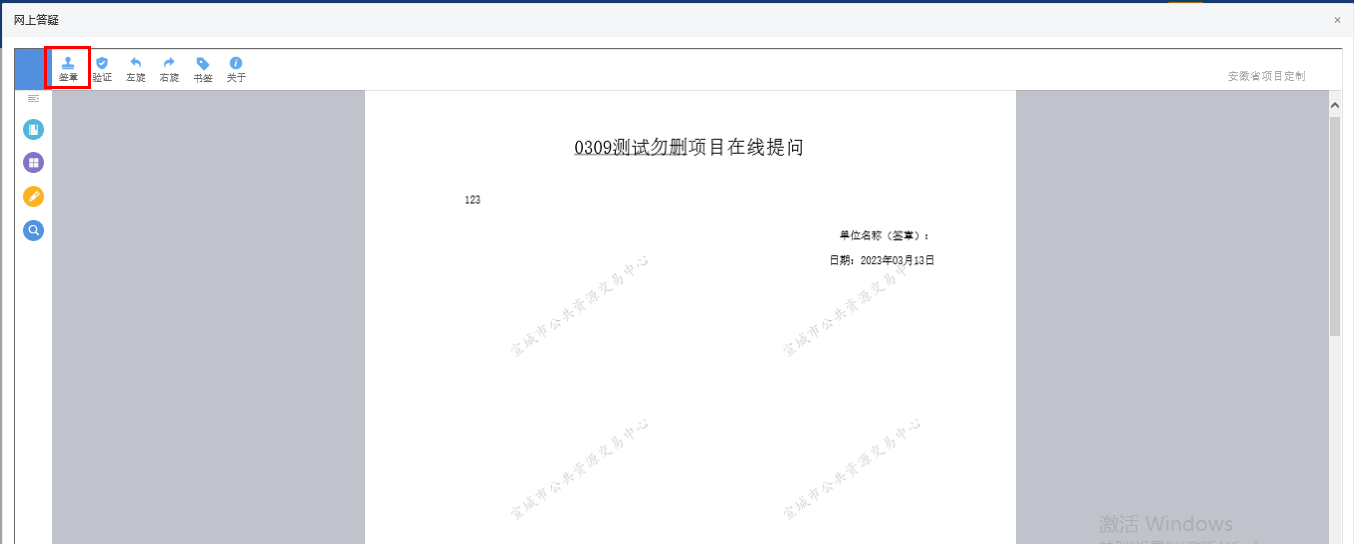 网上答疑
×
签章 验证 左旋 右旋 书签 关于
安徽省项目定制
0309测试勿删项目在线提问
123
单位名称（签章）：
日期：2023年03月13日
宣城市公共资源交易中心
宣城市公共资源交易中心
宣城市公共资源交易中心
宣城市公共资源交易中心
激活 Windows